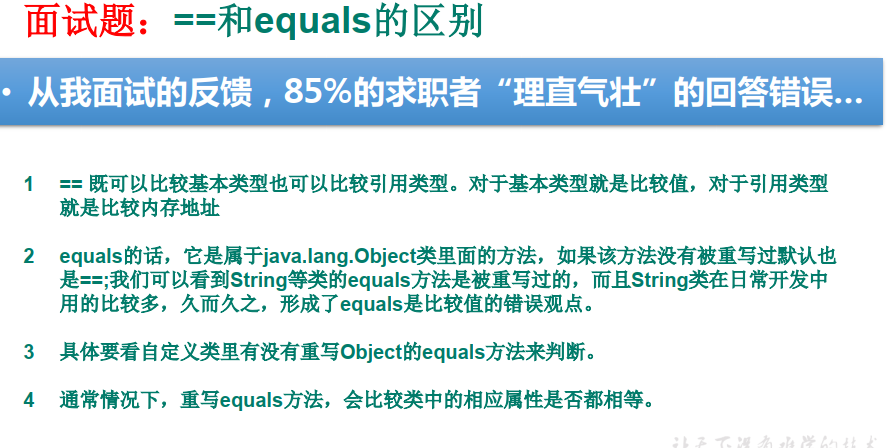 面试题：==和equals的区别
• 从我面试的反馈，85%的求职者“理直气壮”的回答错误...
1 == 既可以比较基本类型也可以比较引用类型。对于基本类型就是比较值，对于引用类型
就是比较内存地址
2 equals的话，它是属于java.lang.Object类里面的方法，如果该方法没有被重写过默认也
是==;我们可以看到String等类的equals方法是被重写过的，而且String类在日常开发中
用的比较多，久而久之，形成了equals是比较值的错误观点。
3 具体要看自定义类里有没有重写Object的equals方法来判断。
4 通常情况下，重写equals方法，会比较类中的相应属性是否都相等。